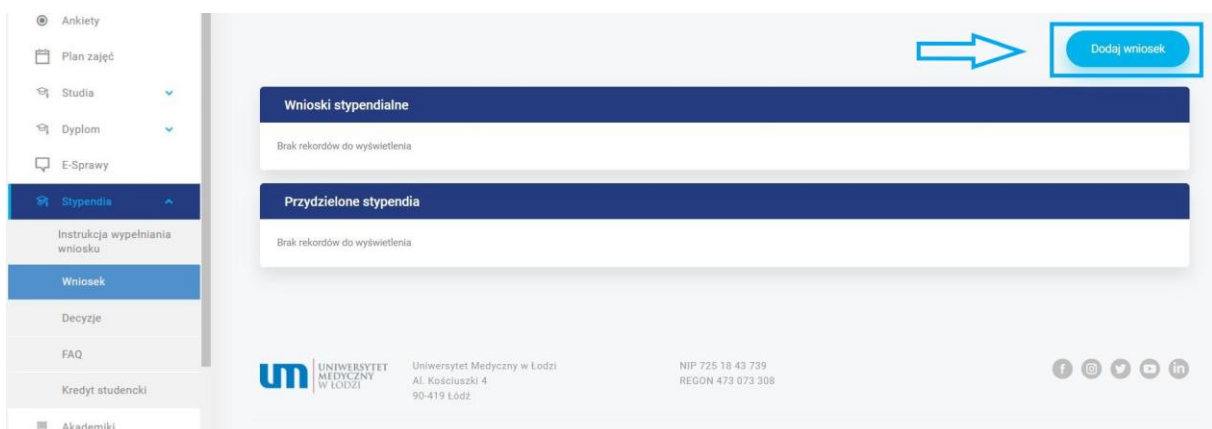 Ankiety
Plan zajęć
Studia
Dyplom
E-Sprawy
Stypendia
Instrukcja wypełniania
wniosku
Wniosek
Decyzje
FAQ
Kredyt studencki
Akademiki
Dodaj wniosek
Wnioski stypendialne
Brak rekordów do wyświetlenia
Przydzielone stypendia
Brak rekordów do wyświetlenia
um
UNIWERSYTET
MEDYCZNY
W ŁODZI
Uniwersytet Medyczny w Łodzi
Al. Kościuszki 4
90-419 Łódź
NIP 725 18 43 739
REGON 473 073 308